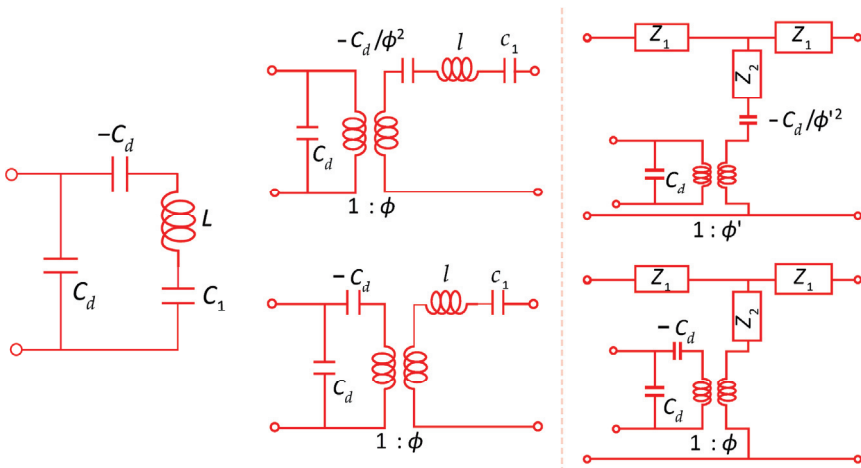 −C_d
L
C_d
C_1
−C_d/ϕ²
l
c_1
C_d
1 : ϕ
−C_d
l
c_1
C_d
1 : ϕ
Z_1
Z_1
Z_2
−C_d/ϕ'²
C_d
1 : ϕ'
Z_1
Z_1
Z_2
−C_d
C_d
1 : ϕ